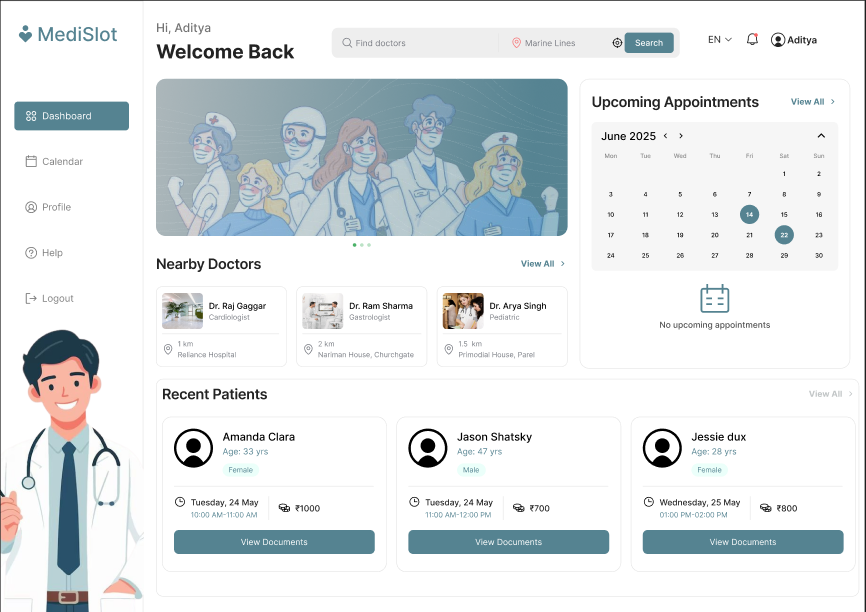 MediSlot
Hi, Aditya
Welcome Back
Find doctors
Marine Lines
Search
EN
Aditya
Dashboard
Calendar
Profile
Help
Logout
Upcoming Appointments
View All
June 2025
Mon Tue Wed Thu Fri Sat Sun
1 2
3 4 5 6 7 8 9
10 11 12 13 14 15 16
17 18 19 20 21 22 23
24 25 26 27 28 29 30
No upcoming appointments
Nearby Doctors
View All
Dr. Raj Gaggar
Cardiologist
1 km
Reliance Hospital
Dr. Ram Sharma
Gastrologist
2 km
Nariman House, Churchgate
Dr. Arya Singh
Pediatric
1.5 km
Primodial House, Parel
Recent Patients
View All
Amanda Clara
Age: 33 yrs
Female
Tuesday, 24 May
10:00 AM-11:00 AM
₹1000
View Documents
Jason Shatsky
Age: 47 yrs
Male
Tuesday, 24 May
11:00 AM-12:00 PM
₹700
View Documents
Jessie dux
Age: 28 yrs
Female
Wednesday, 25 May
01:00 PM-02:00 PM
₹800
View Documents